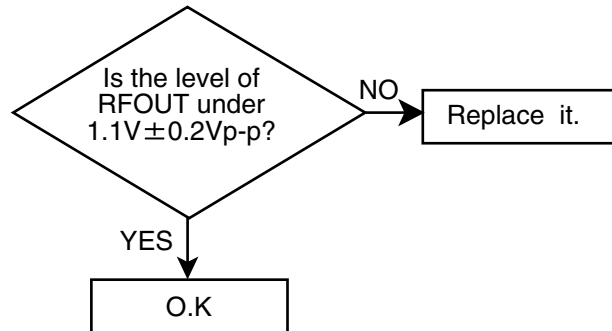 Is the level of
RFOUT under
1.1V±0.2Vp-p?
NO
Replace it.
YES
O.K